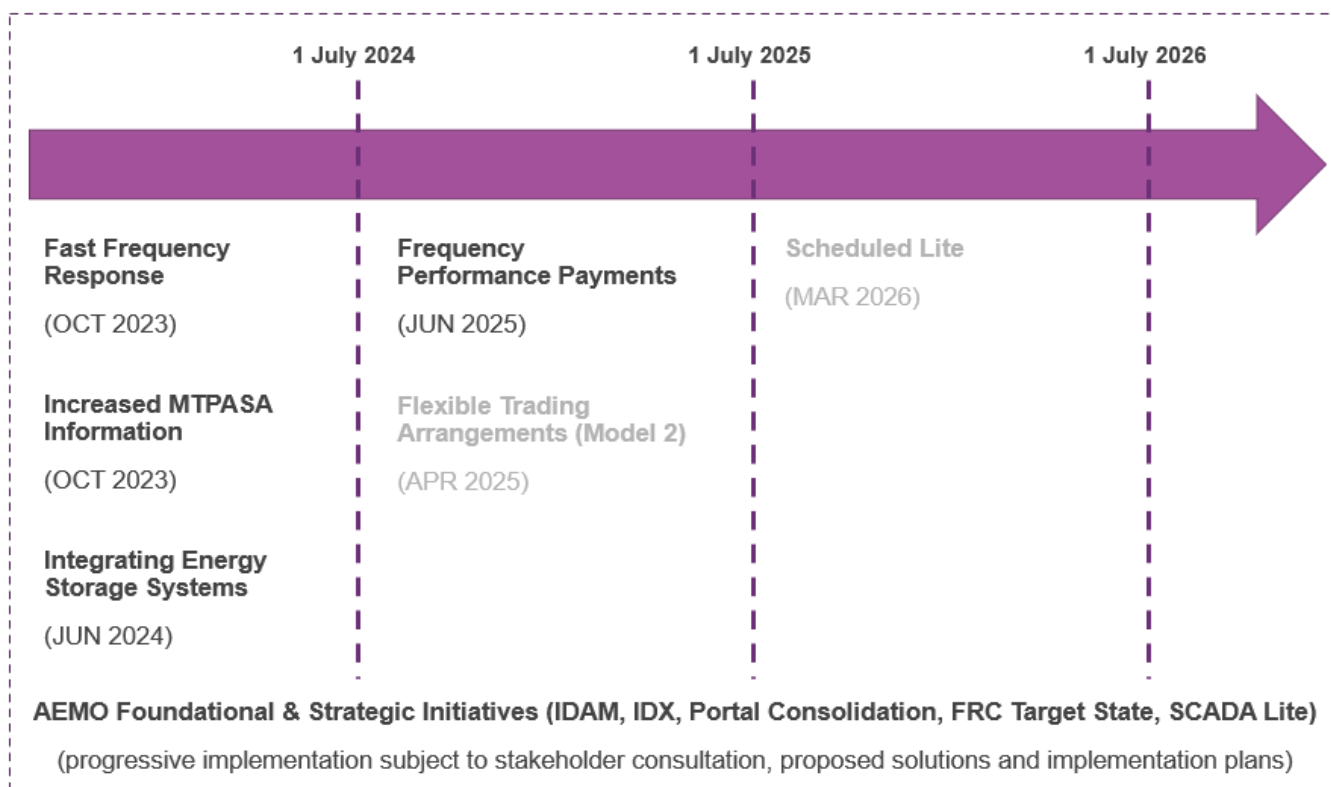 1 July 2024
1 July 2025
1 July 2026
Fast Frequency
Response
(OCT 2023)
Increased MTPASA
Information
(OCT 2023)
Integrating Energy
Storage Systems
(JUN 2024)
Frequency
Performance Payments
(JUN 2025)
Flexible Trading
Arrangements (Model 2)
(APR 2025)
Scheduled Lite
(MAR 2026)
AEMO Foundational & Strategic Initiatives (IDAM, IDX, Portal Consolidation, FRC Target State, SCADA Lite)
(progressive implementation subject to stakeholder consultation, proposed solutions and implementation plans)